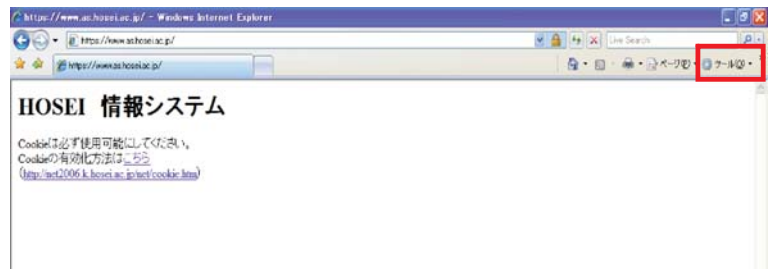 https://www.as.hosei.ac.jp/ - Windows Internet Explorer
https://www.as.hosei.ac.jp/
Live Search
https://www.as.hosei.ac.jp/
ページ(P)
ツール(O)
HOSEI 情報システム
Cookieは必ず使用可能にしてください。
Cookieの有効化方法はこちら
(http://net2006.k.hosei.ac.jp/net/cookie.htm)